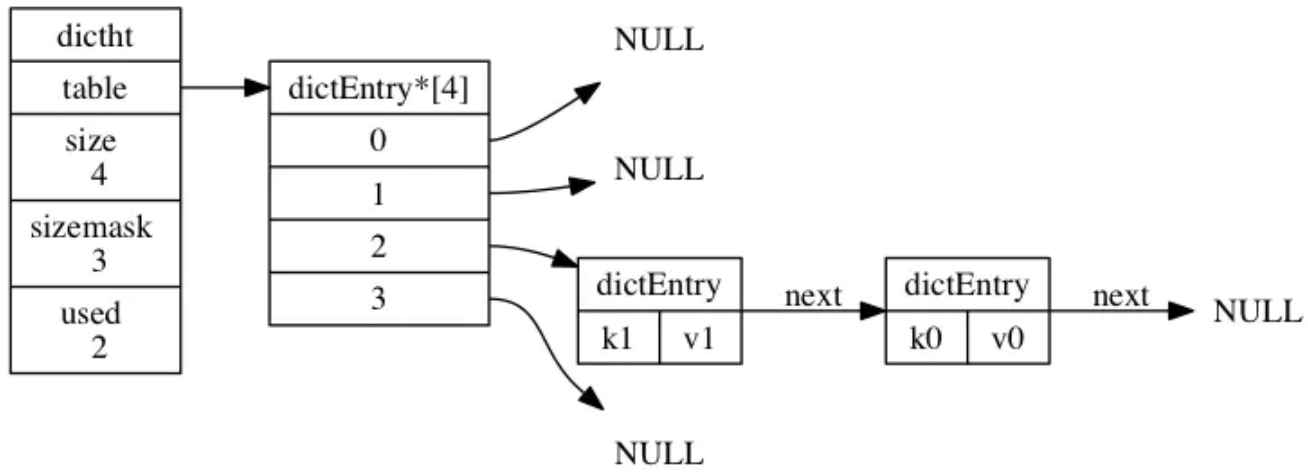 dictht
table
size
4
sizemask
3
used
2
dictEntry*[4]
0
1
2
3
NULL
NULL
dictEntry
k1 v1
next
dictEntry
k0 v0
next
NULL
NULL